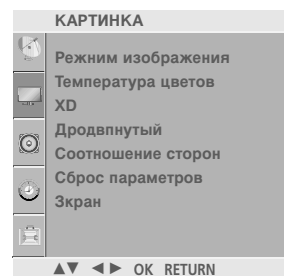 КАРТИНКА
Режим изображения
Температура цветов
XD
Дродвпнутый
Соотношение сторон
Сброс параметров
Зкран
▲▼ ◄► OK RETURN